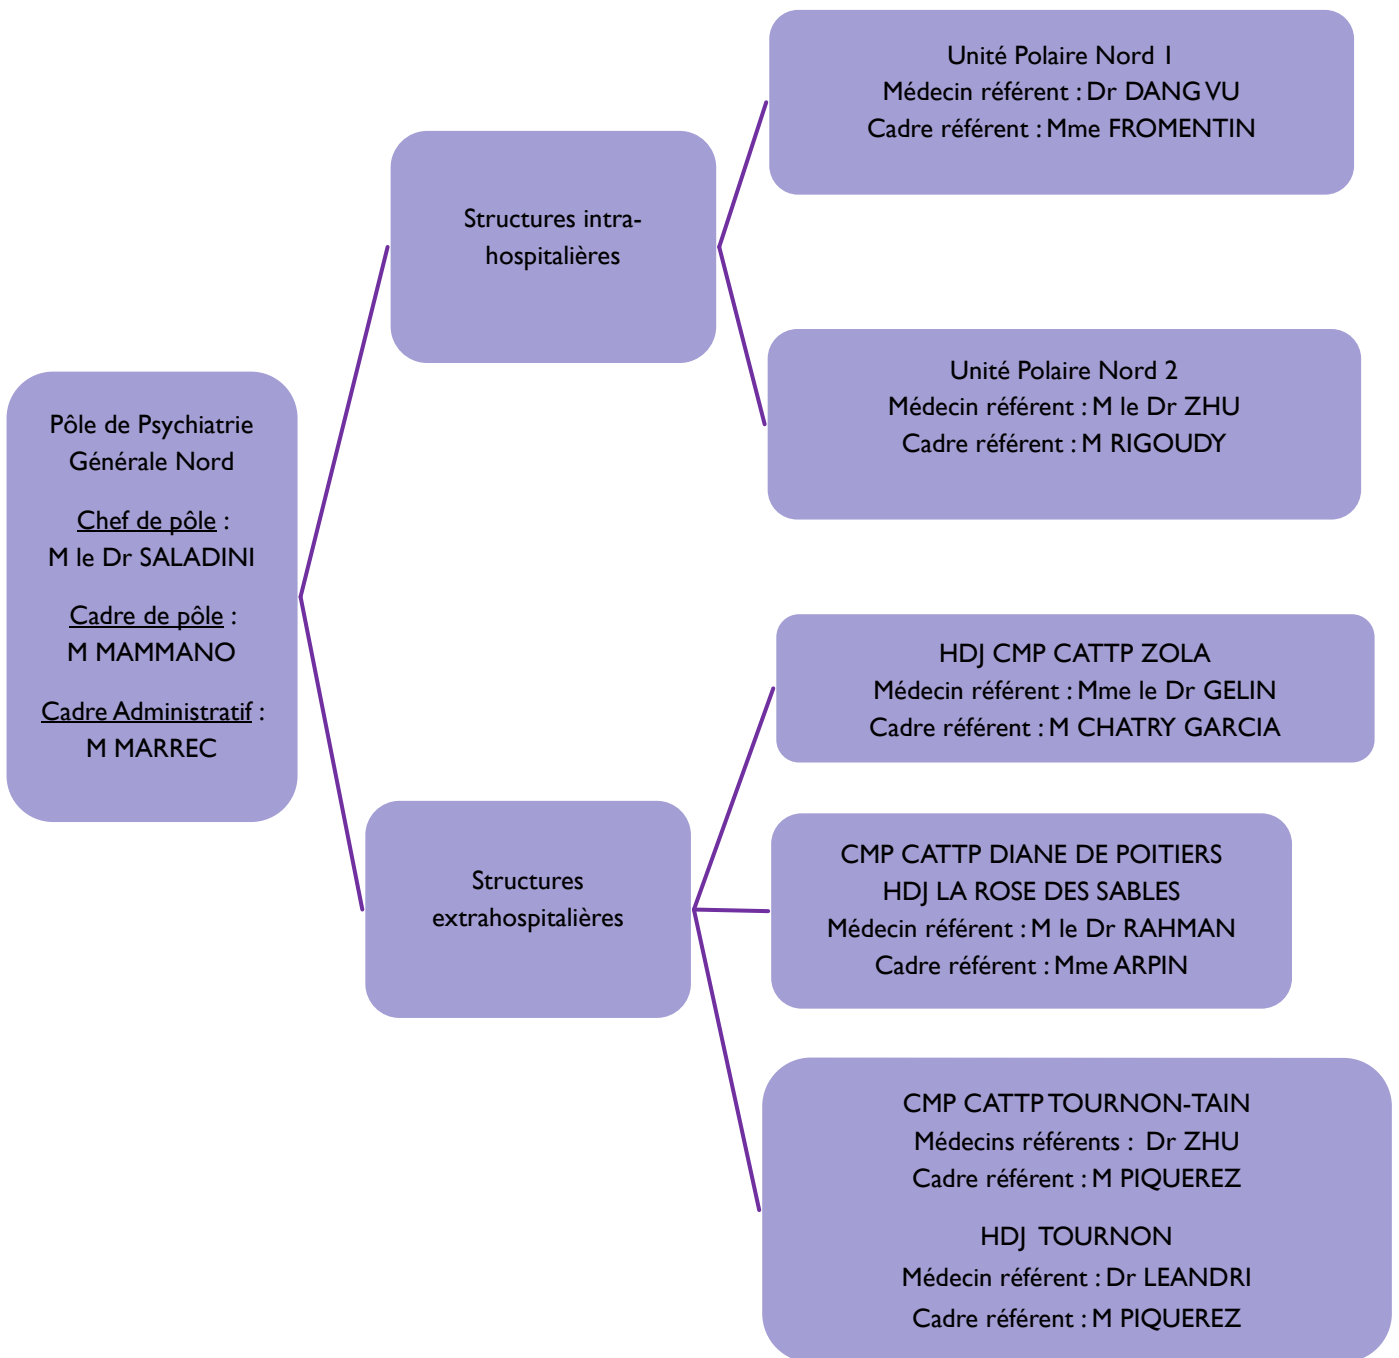 Pôle de Psychiatrie
Générale Nord
Chef de pôle :
M le Dr SALADINI
Cadre de pôle :
M MAMMANO
Cadre Administratif :
M MARREC
Structures intra-
hospitalières
Unité Polaire Nord 1
Médecin référent : Dr DANG VU
Cadre référent : Mme FROMENTIN
Unité Polaire Nord 2
Médecin référent : M le Dr ZHU
Cadre référent : M RIGOUDY
Structures
extrahospitalières
HDJ CMP CATTP ZOLA
Médecin référent : Mme le Dr GELIN
Cadre référent : M CHATRY GARCIA
CMP CATTP DIANE DE POITIERS
HDJ LA ROSE DES SABLES
Médecin référent : M le Dr RAHMAN
Cadre référent : Mme ARPIN
CMP CATTP TOURNON-TAIN
Médecins référents : Dr ZHU
Cadre référent : M PIQUEREZ
HDJ TOURNON
Médecin référent : Dr LEANDRI
Cadre référent : M PIQUEREZ